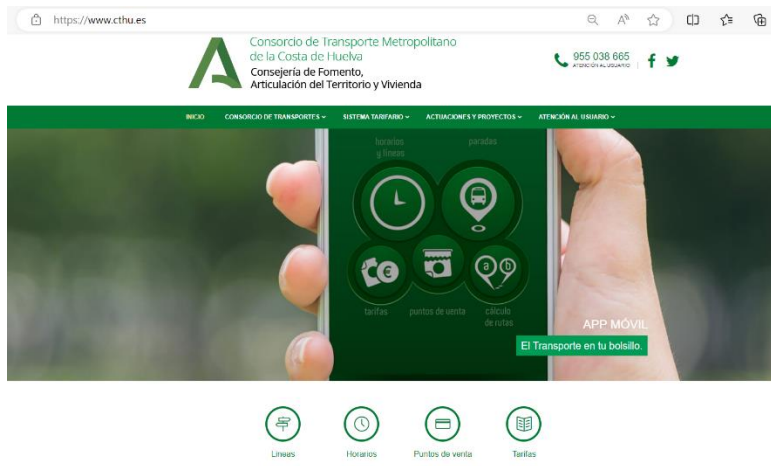 https://www.cthu.es
Consorcio de Transporte Metropolitano
de la Costa de Huelva
Consejería de Fomento,
Articulación del Territorio y Vivienda
955 038 665
ATENCIÓN AL USUARIO
INICIO CONSORCIO DE TRANSPORTES SISTEMA TARIFARIO ACTUACIONES Y PROYECTOS ATENCIÓN AL USUARIO
horarios
y líneas
paradas
tarifas
puntos de venta
cálculo
de rutas
a b
APP MÓVIL
El Transporte en tu bolsillo.
Líneas Horarios Puntos de venta Tarifas